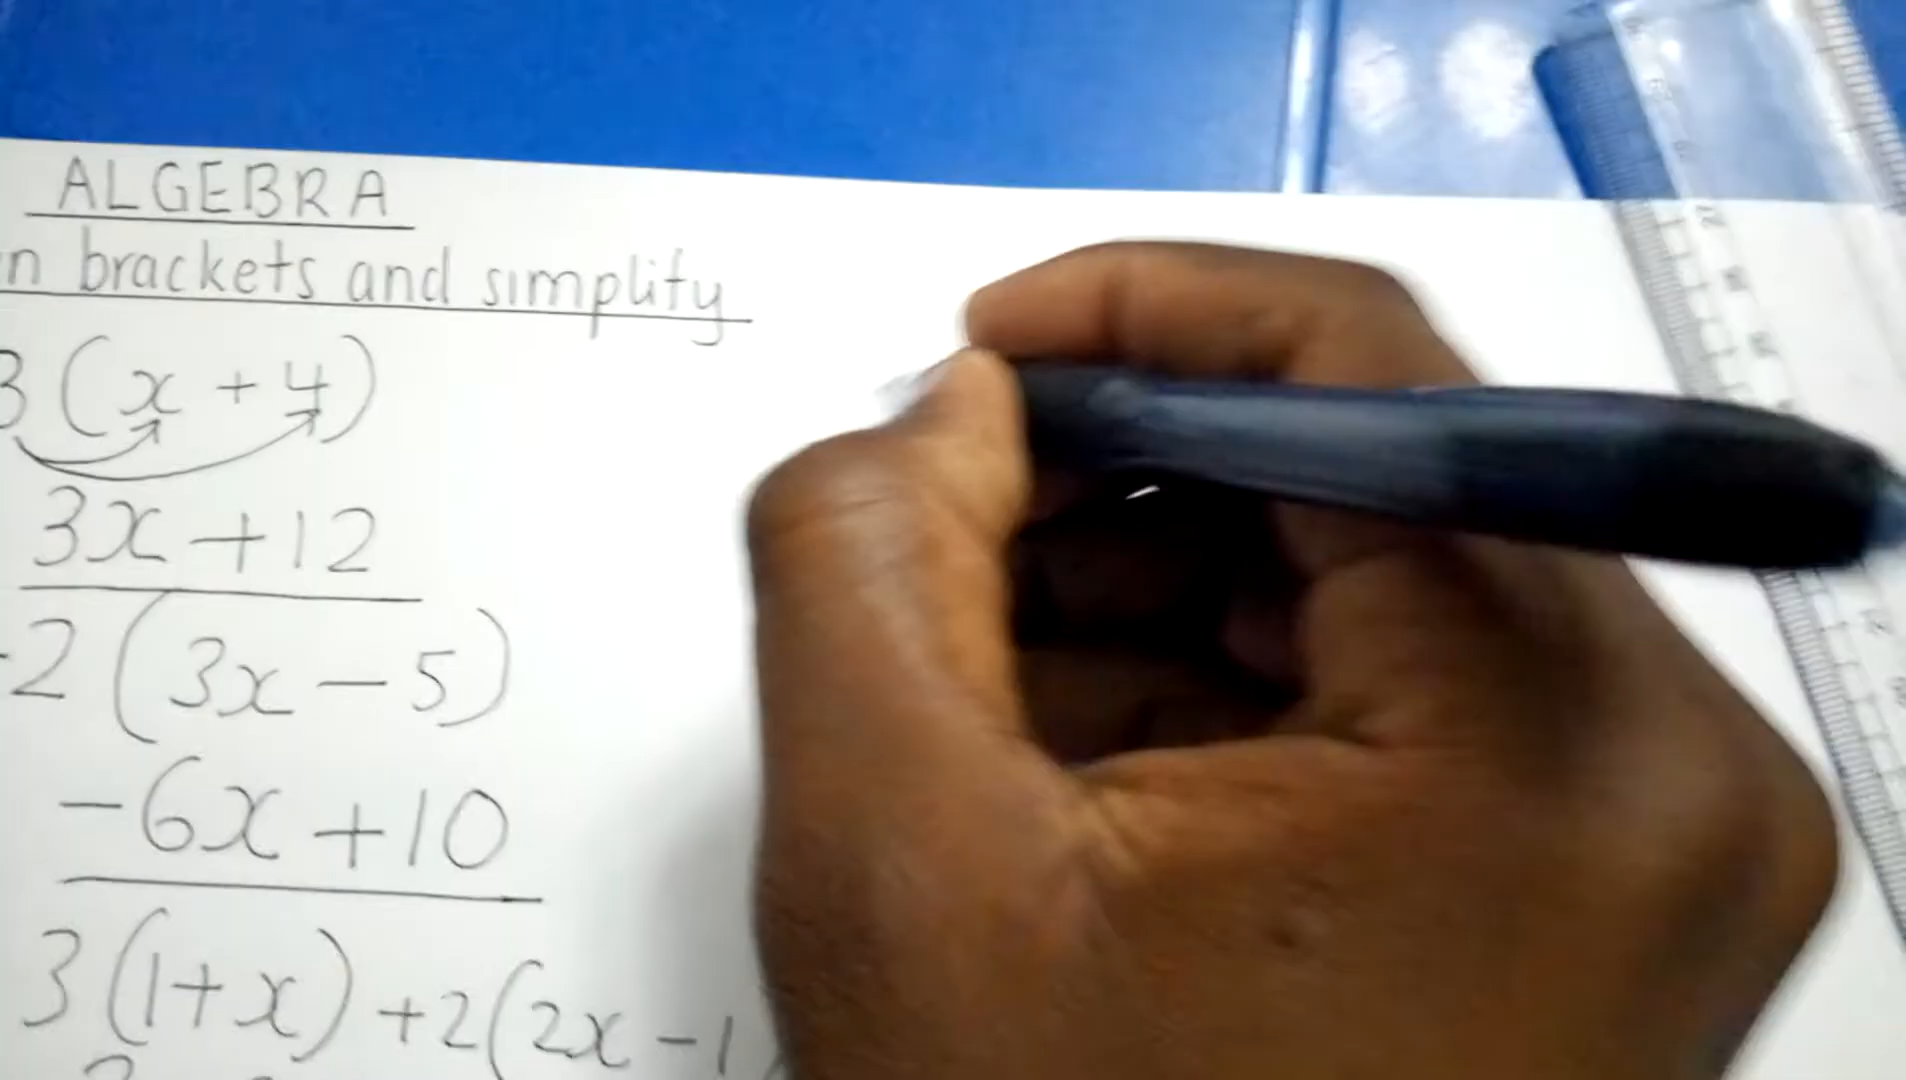 ALGEBRA
n brackets and simplify
3(x + 4)
3x + 12
-2(3x - 5)
-6x + 10
3(1 + x) + 2(2x - 1)